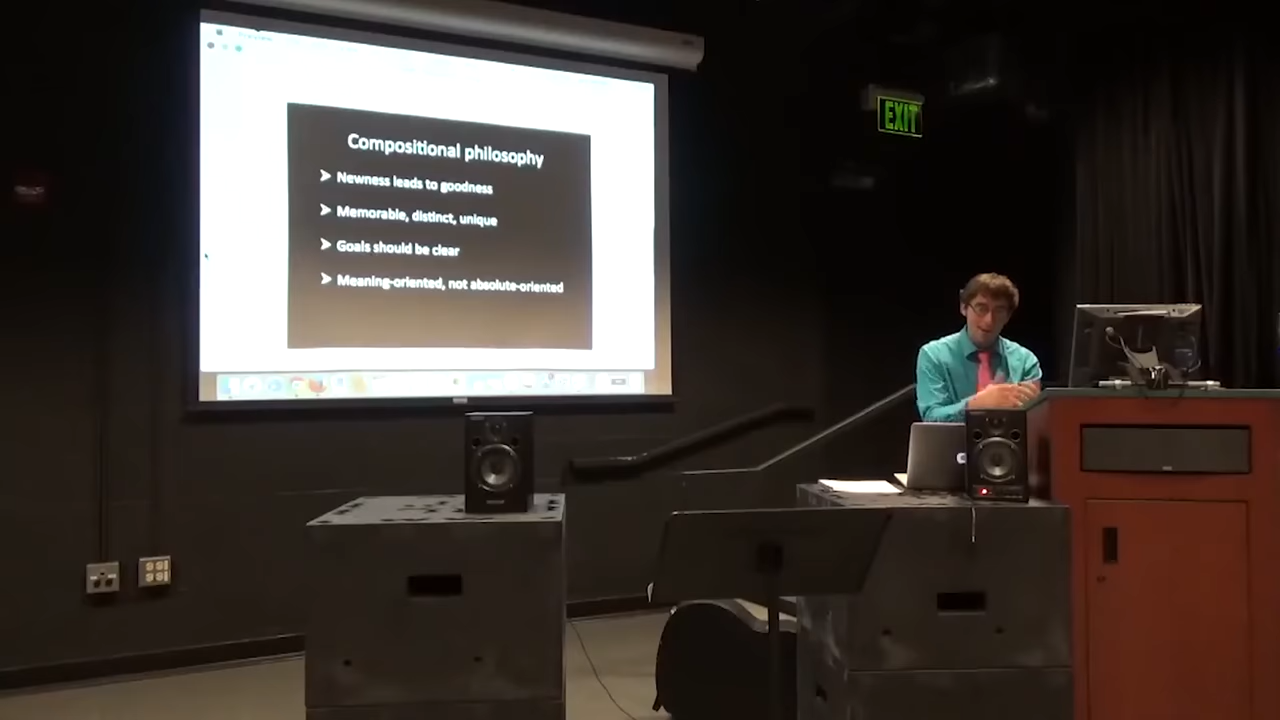 Compositional philosophy
Newness leads to goodness
Memorable, distinct, unique
Goals should be clear
Meaning-oriented, not absolute-oriented
EXIT